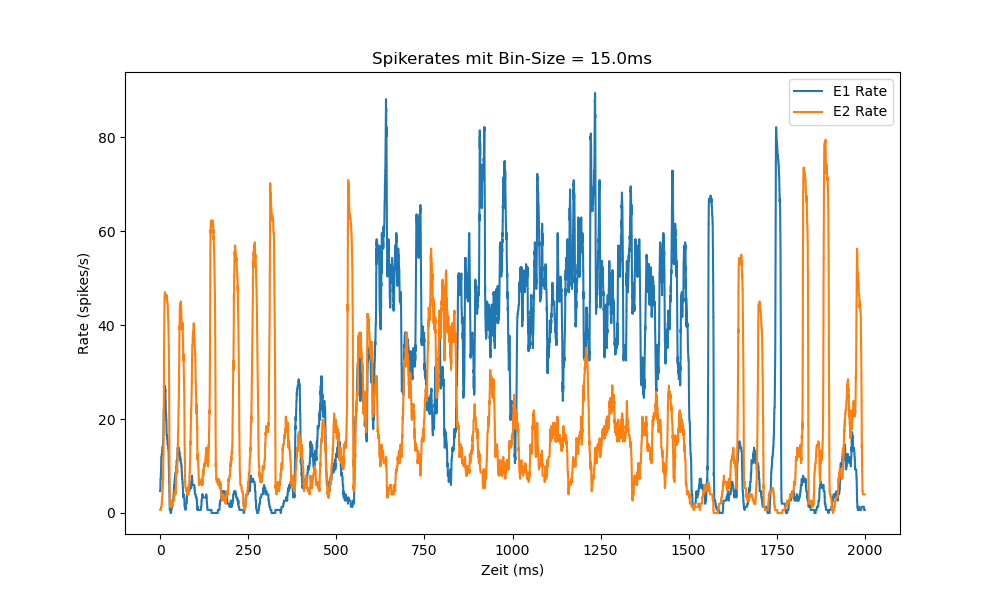 Spikerates mit Bin-Size = 15.0ms
E1 Rate
E2 Rate
80
60
40
20
0
Rate (spikes/s)
0 250 500 750 1000 1250 1500 1750 2000
Zeit (ms)